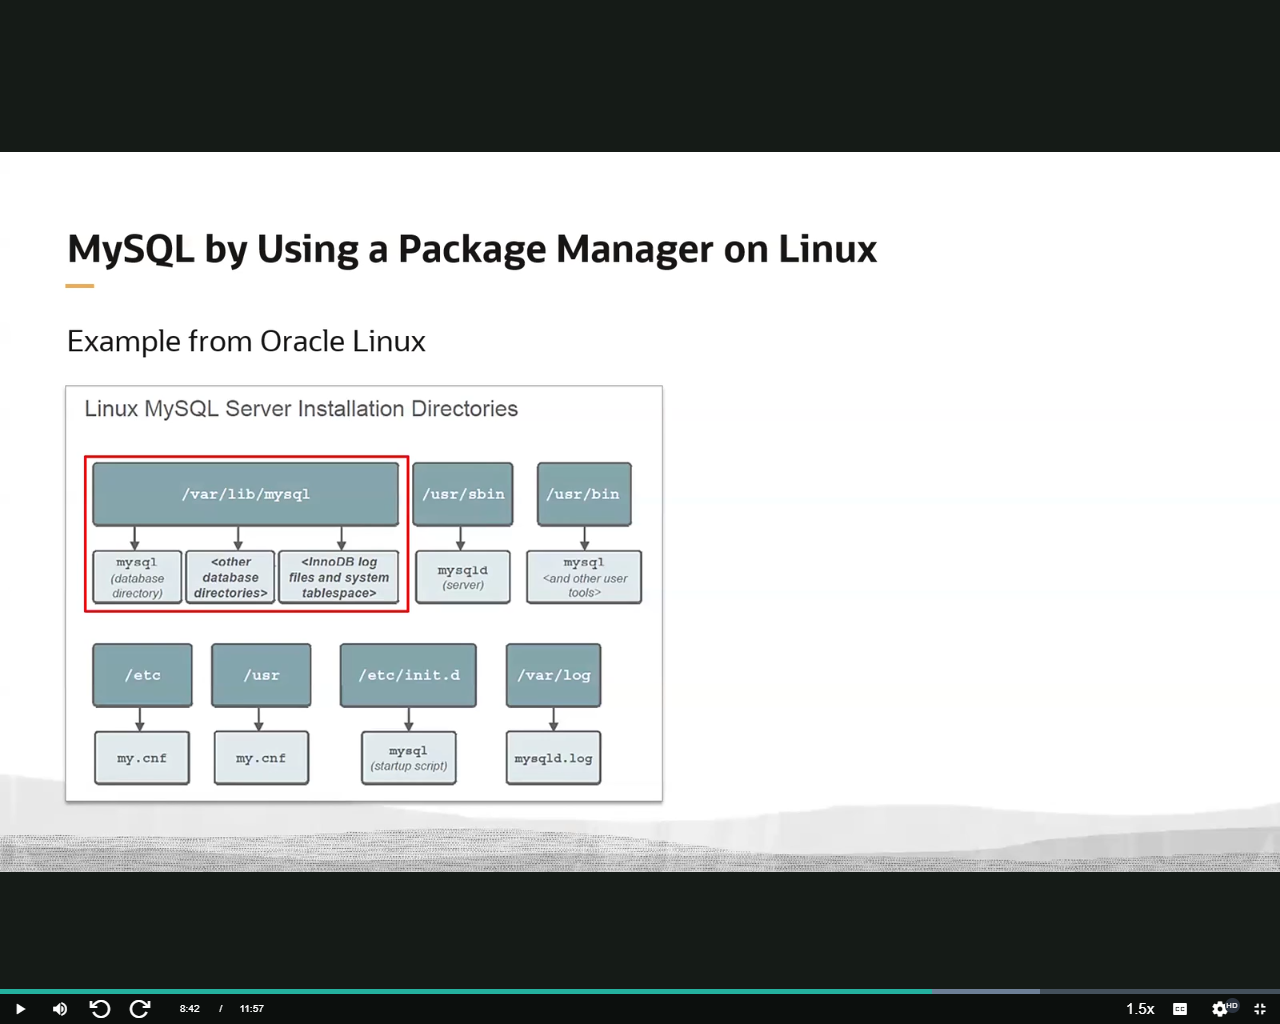 MySQL by Using a Package Manager on Linux
Example from Oracle Linux
Linux MySQL Server Installation Directories
/var/lib/mysql
/usr/sbin
/usr/bin
mysql
(database
directory)
<other
database
directories>
<InnoDB log
files and system
tablespace>
mysqld
(server)
mysql
<and other user
tools>
/etc
/usr
/etc/init.d
/var/log
my.cnf
my.cnf
mysql
(startup script)
mysqld.log
8:42 / 11:57
1.5x
CC
HD